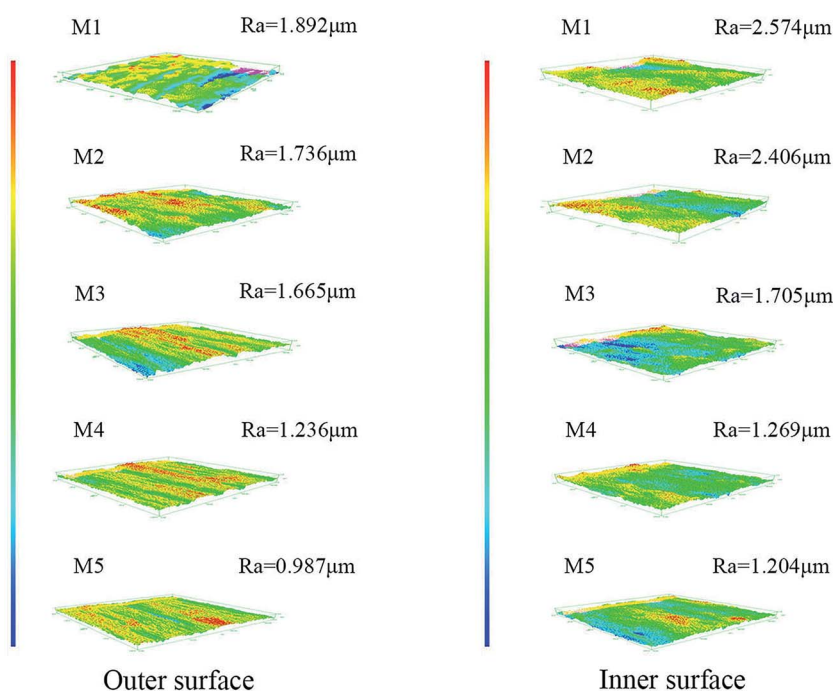 M1 Ra=1.892μm
M2 Ra=1.736μm
M3 Ra=1.665μm
M4 Ra=1.236μm
M5 Ra=0.987μm
Outer surface
M1 Ra=2.574μm
M2 Ra=2.406μm
M3 Ra=1.705μm
M4 Ra=1.269μm
M5 Ra=1.204μm
Inner surface